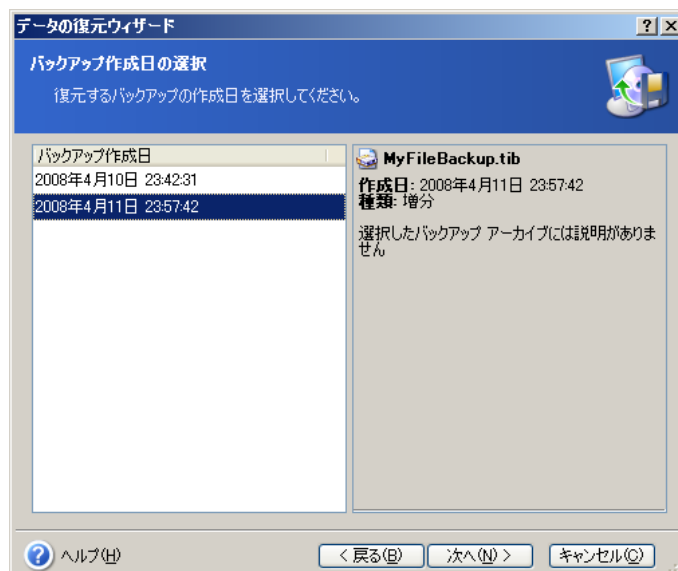 データの復元ウィザード
バックアップ作成日の選択
復元するバックアップの作成日を選択してください。
バックアップ作成日
2008年4月10日 23:42:31
2008年4月11日 23:57:42
MyFileBackup.tib
作成日: 2008年4月11日 23:57:42
種類: 増分
選択したバックアップ アーカイブには説明がありま
せん
ヘルプ(H)
< 戻る(B)
次へ(N) >
キャンセル(C)